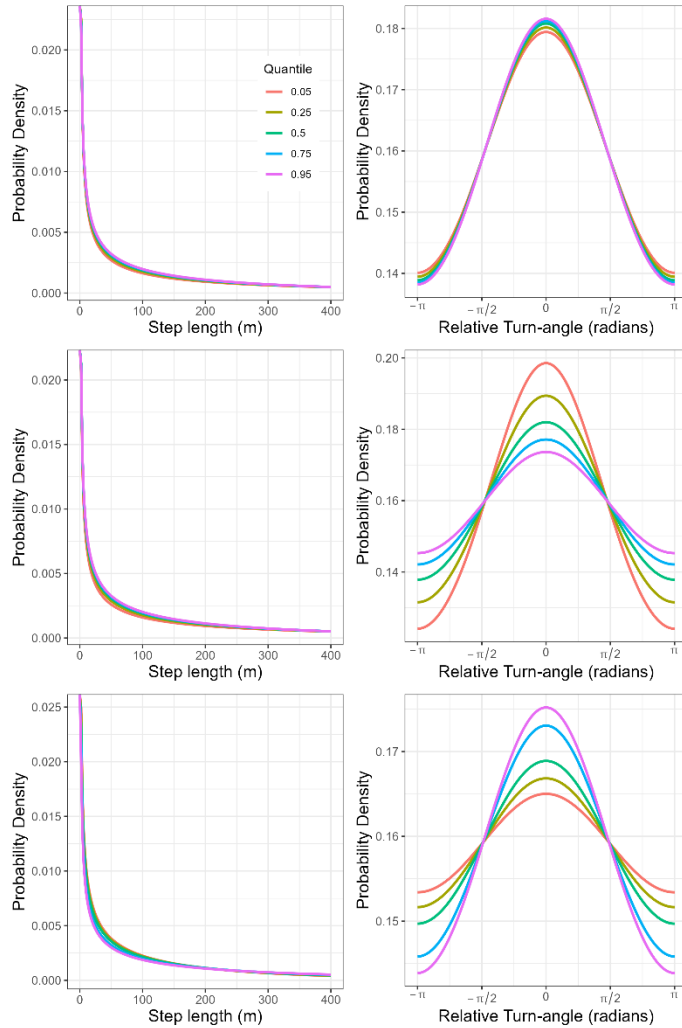 Probability Density
0.020
0.015
0.010
0.005
0.000
0
100
200
300
400
Step length (m)
Quantile
0.05
0.25
0.5
0.75
0.95
Probability Density
0.18
0.17
0.16
0.15
0.14
−π
−π/2
0
π/2
π
Relative Turn-angle (radians)
Probability Density
0.020
0.015
0.010
0.005
0.000
0
100
200
300
400
Step length (m)
Probability Density
0.20
0.18
0.16
0.14
−π
−π/2
0
π/2
π
Relative Turn-angle (radians)
Probability Density
0.025
0.020
0.015
0.010
0.005
0.000
0
100
200
300
400
Step length (m)
Probability Density
0.17
0.16
0.15
−π
−π/2
0
π/2
π
Relative Turn-angle (radians)